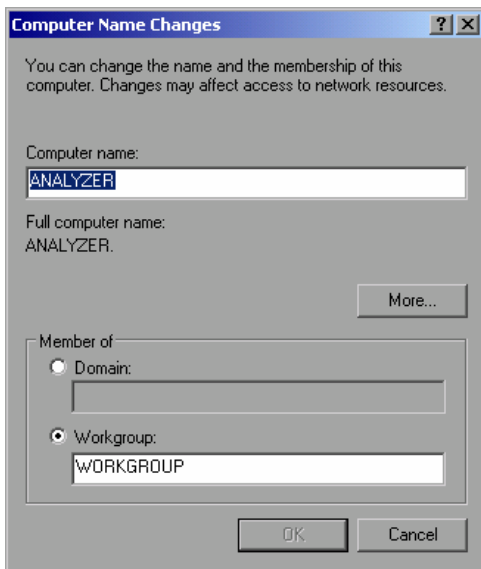 Computer Name Changes
You can change the name and the membership of this
computer. Changes may affect access to network resources.
Computer name:
ANALYZER
Full computer name:
ANALYZER.
More...
Member of
Domain:
Workgroup:
WORKGROUP
OK
Cancel